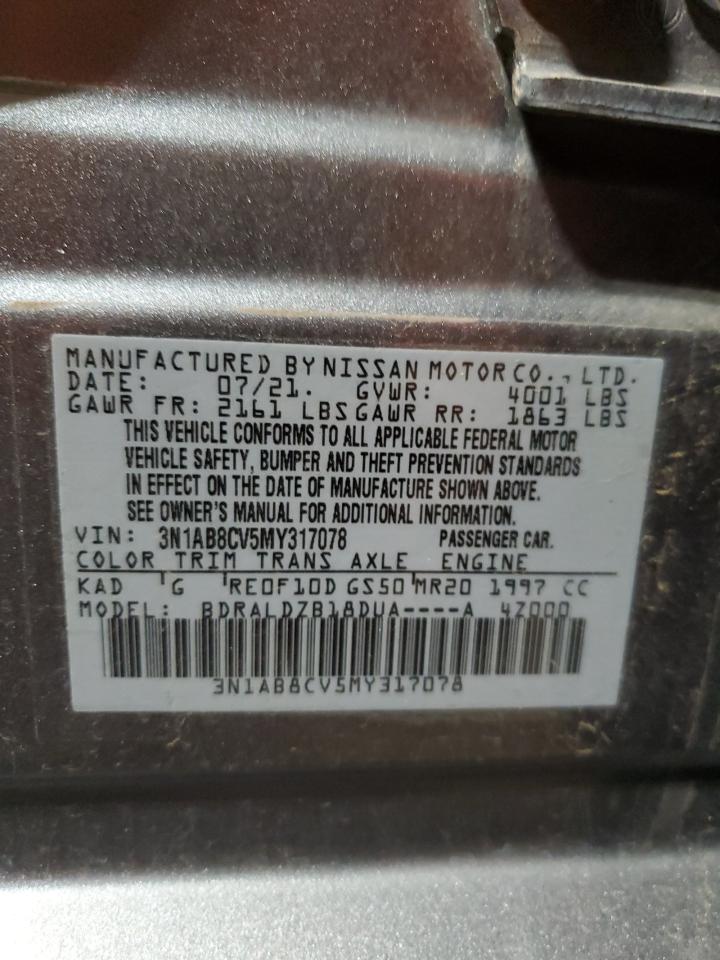 MANUFACTURED BY NISSAN MOTOR CO., LTD.
DATE: 07/21. GVWR: 4001 LBS
GAWR FR: 2161 LBS GAWR RR: 1863 LBS
THIS VEHICLE CONFORMS TO ALL APPLICABLE FEDERAL MOTOR
VEHICLE SAFETY, BUMPER AND THEFT PREVENTION STANDARDS
IN EFFECT ON THE DATE OF MANUFACTURE SHOWN ABOVE.
SEE OWNER'S MANUAL FOR ADDITIONAL INFORMATION.
VIN: 3N1AB8CV5MY317078 PASSENGER CAR.
COLOR TRIM TRANS AXLE ENGINE
KAD G RE0F10D GS50 MR20 1997 CC
MODEL: BDRALDZB18DUA----A 4Z000
3N1AB8CV5MY317078